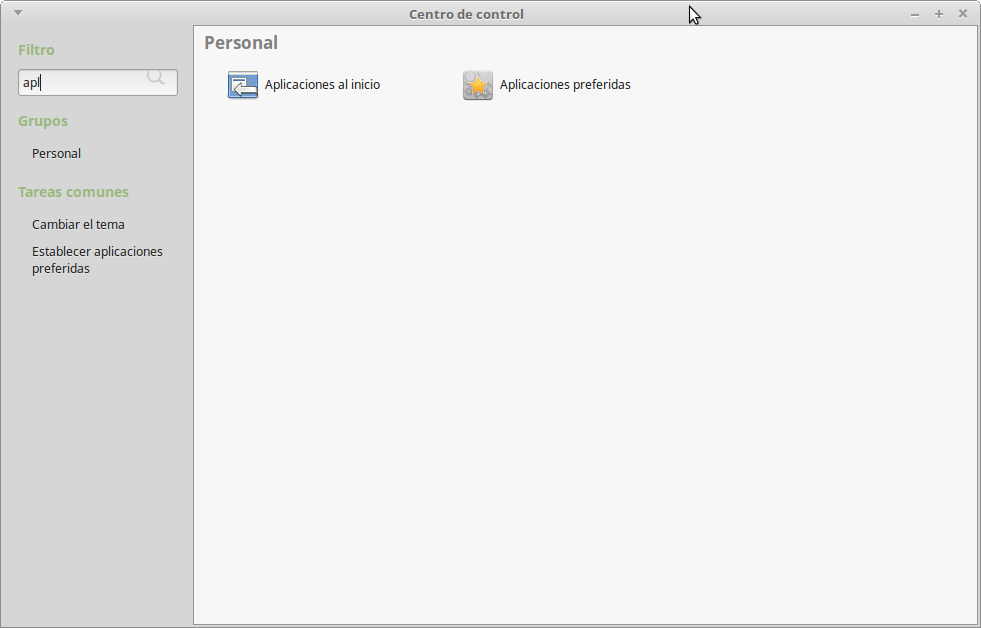 Centro de control
Filtro
apl
Grupos
Personal
Tareas comunes
Cambiar el tema
Establecer aplicaciones
preferidas
Personal
Aplicaciones al inicio
Aplicaciones preferidas